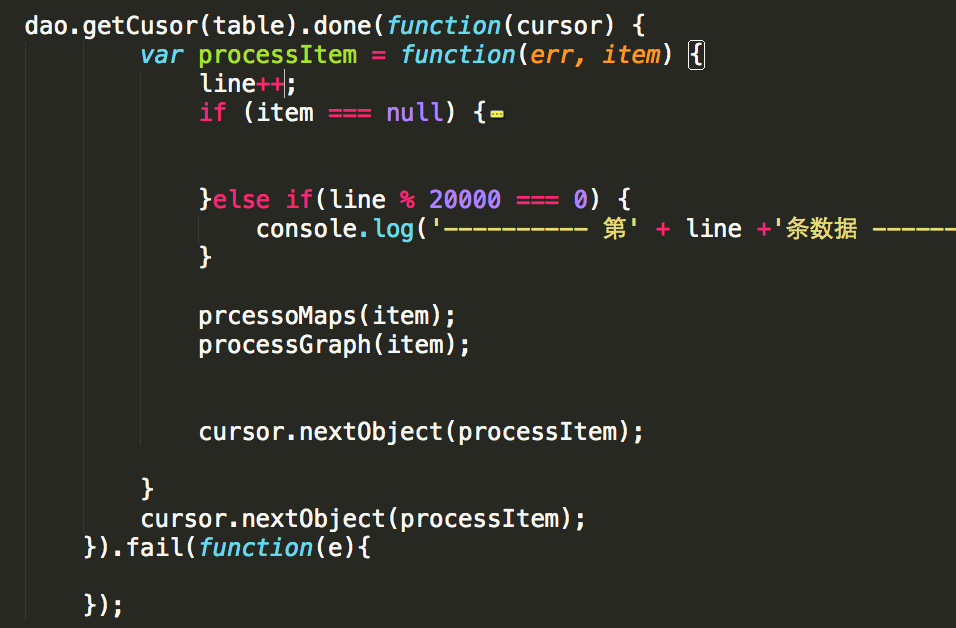 dao.getCusor(table).done(function(cursor) {
var processItem = function(err, item) {
line++;
if (item === null) {
}else if(line % 20000 === 0) {
console.log('---------- 第' + line +'条数据 ------
}
prcessoMaps(item);
processGraph(item);
cursor.nextObject(processItem);
}
cursor.nextObject(processItem);
}).fail(function(e){
});